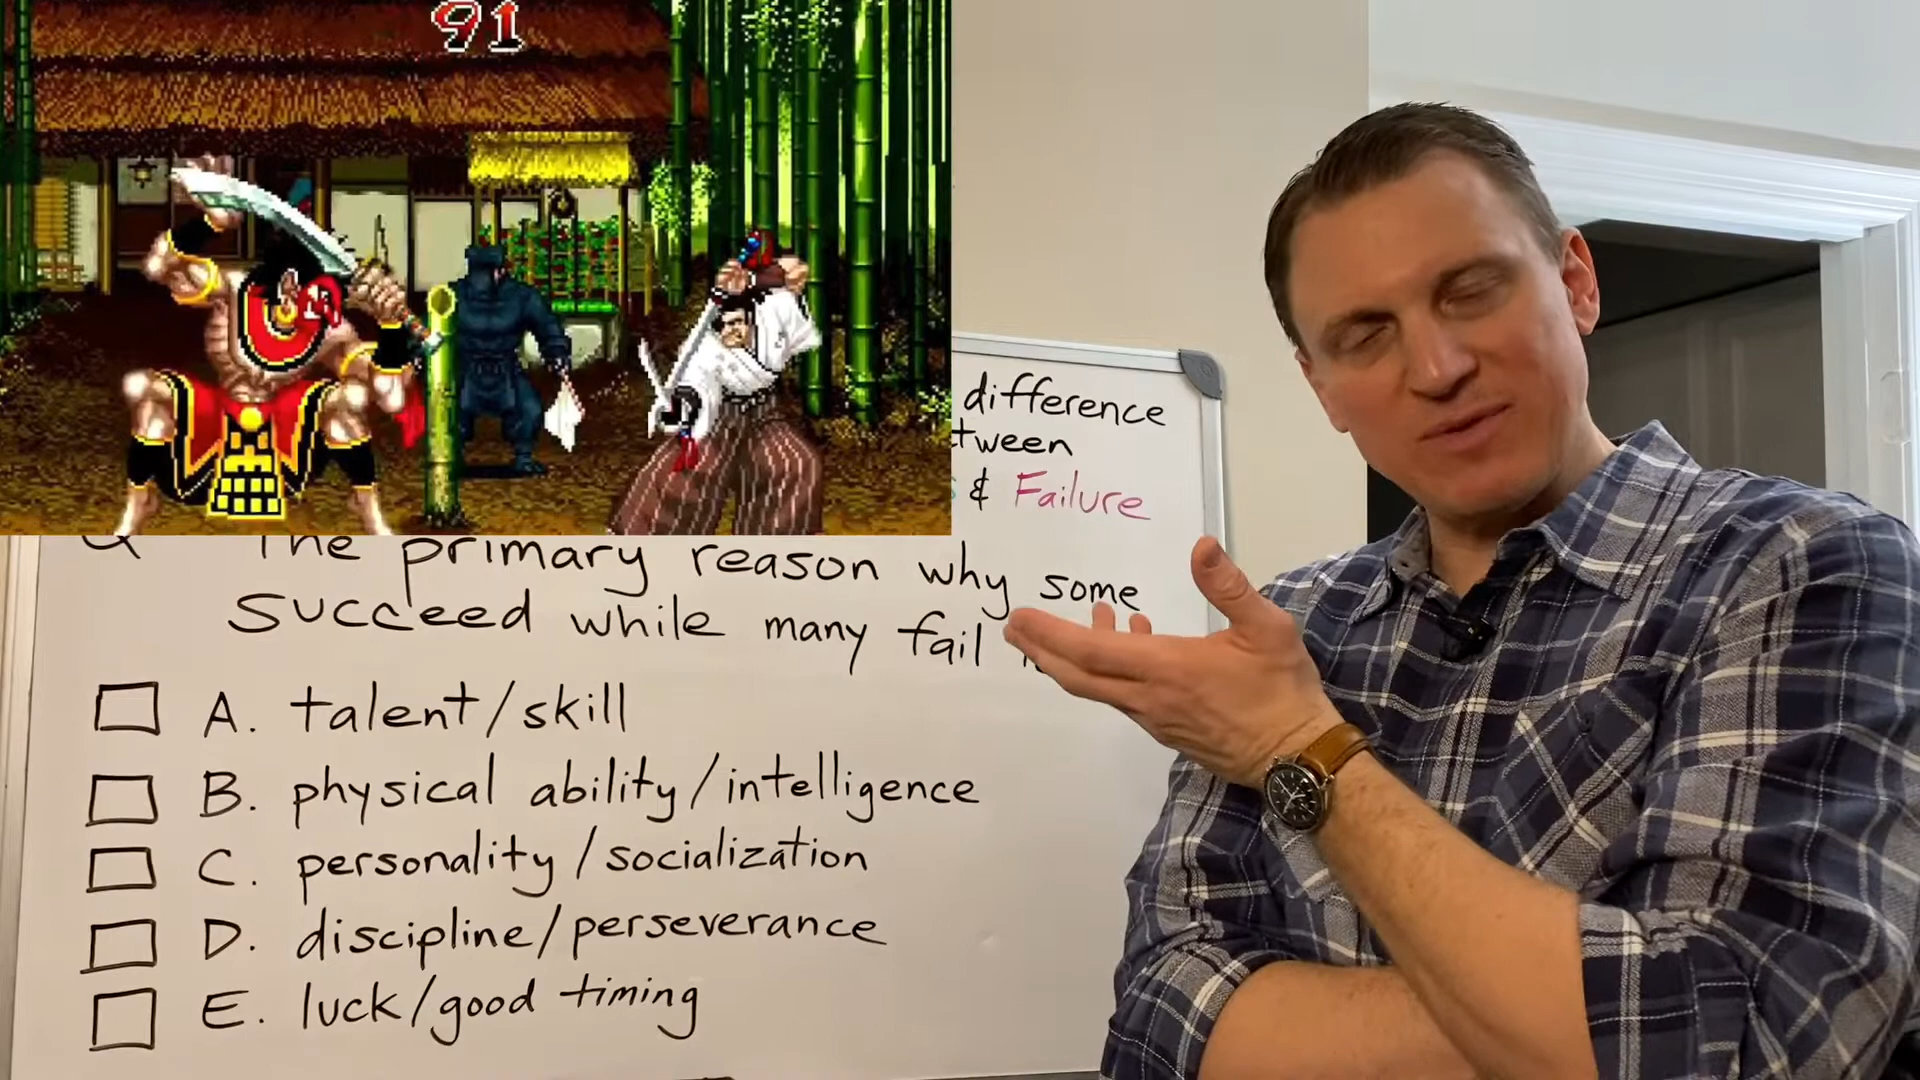 91
difference
tween
& Failure
The primary reason why some
succeed while many fail
A. talent/skill
B. physical ability/intelligence
C. personality/socialization
D. discipline/perseverance
E. luck/good timing